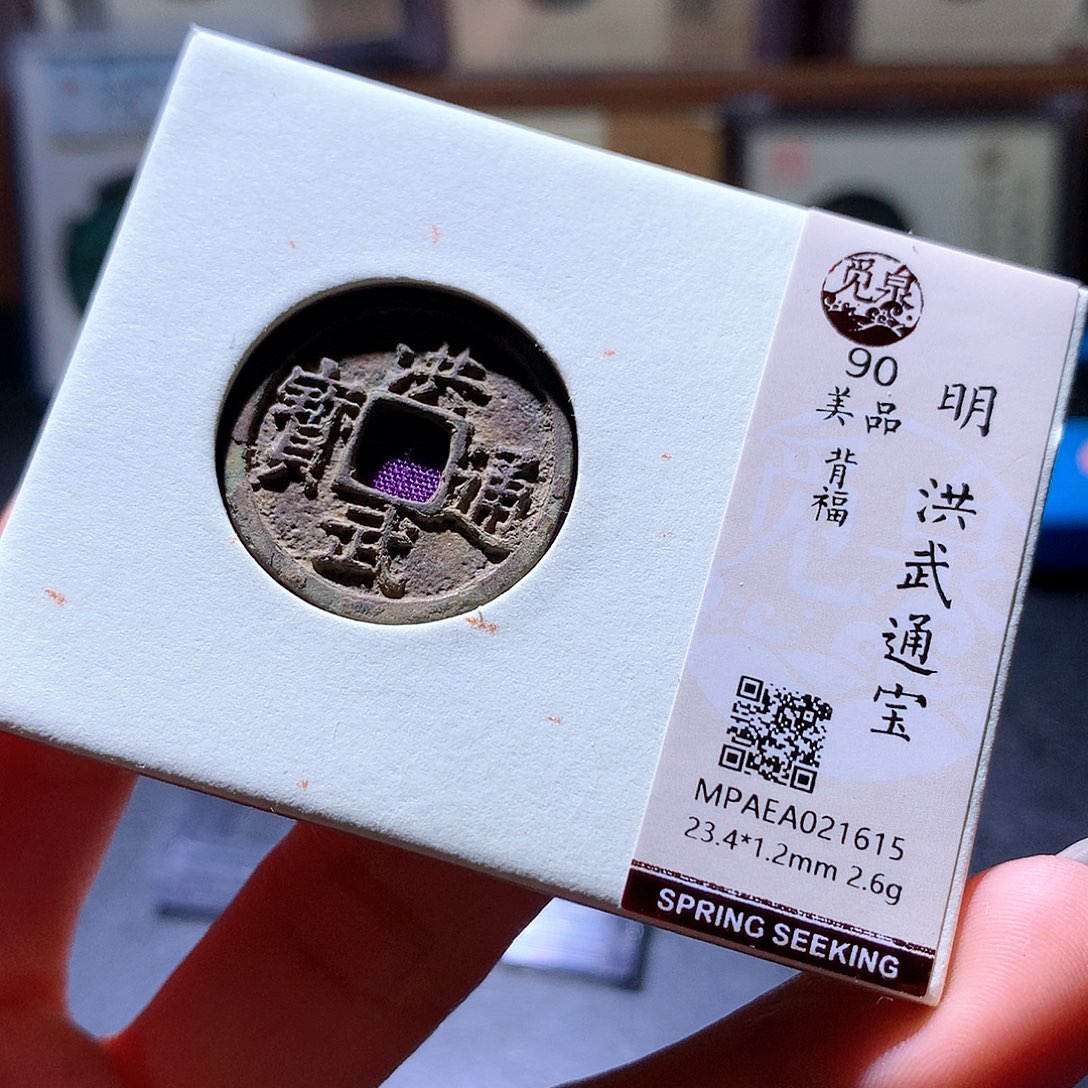 洪武通寶
覓泉
90
美品
背福
明 洪武通宝
MPAEA021615
23.4*1.2mm 2.6g
SPRING SEEKING